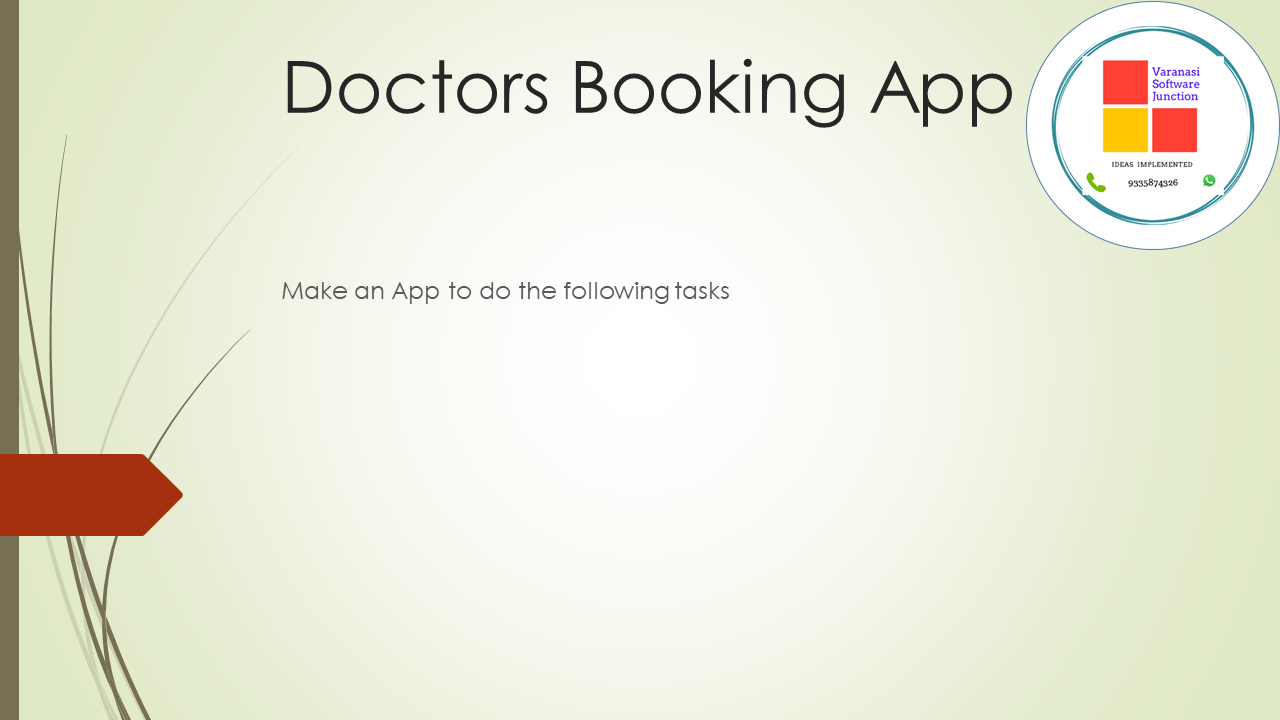 Doctors Booking App
Varanasi
Software
Junction
IDEAS IMPLEMENTED
9335874326
Make an App to do the following tasks